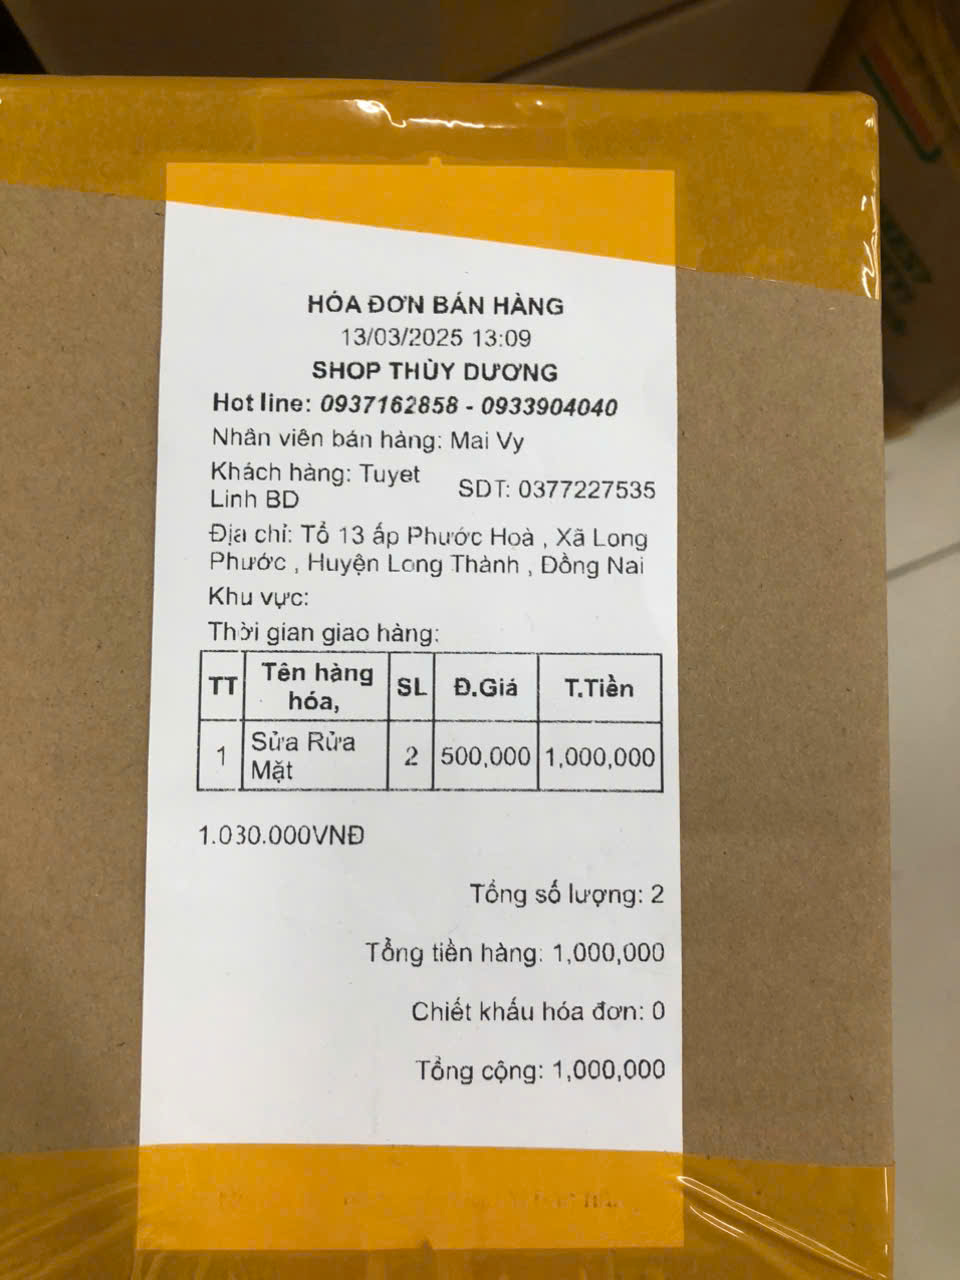 HÓA ĐƠN BÁN HÀNG
13/03/2025 13:09
SHOP THÙY DƯƠNG
Hot line: 0937162858 - 0933904040
Nhân viên bán hàng: Mai Vy
Khách hàng: Tuyet Linh BD SDT: 0377227535
Địa chỉ: Tổ 13 ấp Phước Hoà , Xã Long
Phước , Huyện Long Thành , Đồng Nai
Khu vực:
Thời gian giao hàng:
TT Tên hàng hóa, SL Đ.Giá T.Tiền
1 Sửa Rửa Mặt 2 500,000 1,000,000
1.030.000VNĐ
Tổng số lượng: 2
Tổng tiền hàng: 1,000,000
Chiết khấu hóa đơn: 0
Tổng cộng: 1,000,000